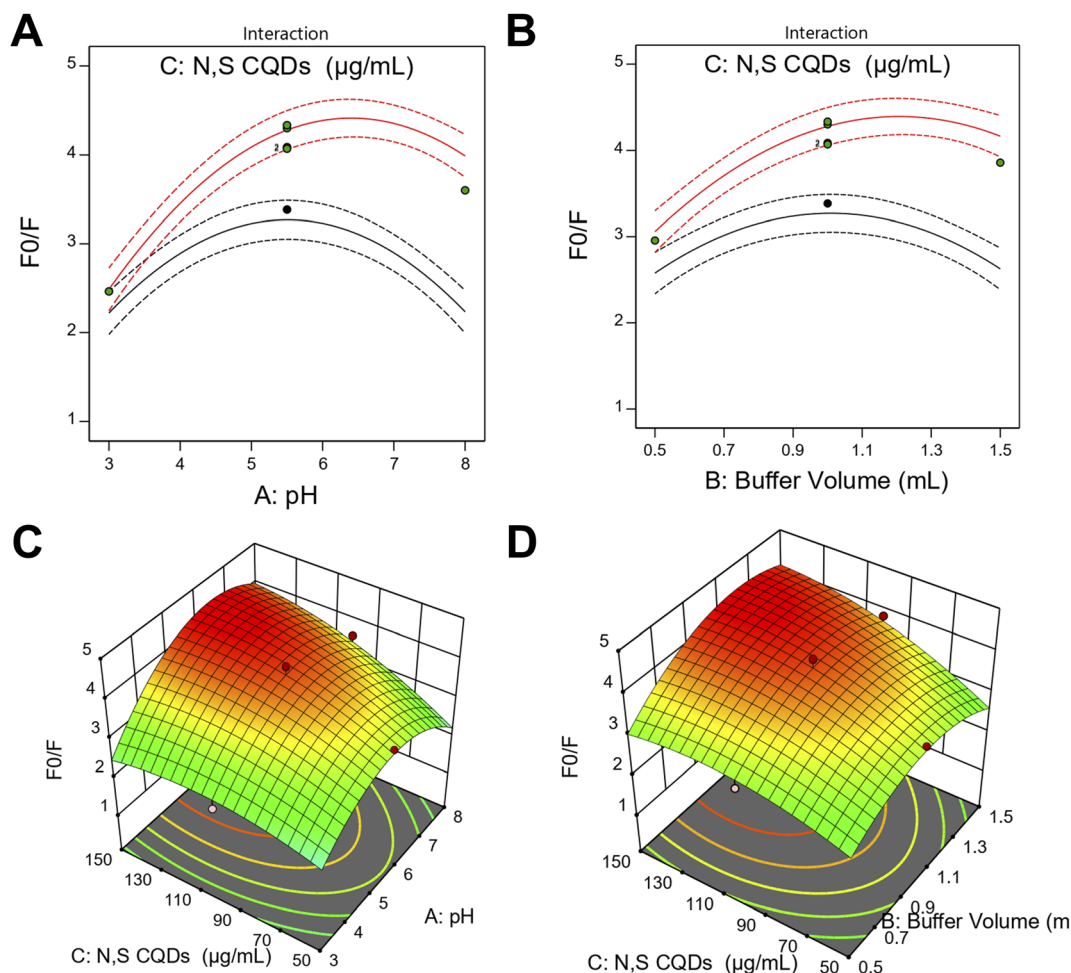 A
Interaction
C: N,S CQDs (µg/mL)
5
4
3
2
1
F0/F
2
3 4 5 6 7 8
A: pH
B
Interaction
C: N,S CQDs (µg/mL)
5
4
3
2
1
F0/F
2
0.5 0.7 0.9 1.1 1.3 1.5
B: Buffer Volume (mL)
C
5
4
3
2
1
F0/F
150
130
110
90
70
50
C: N,S CQDs (µg/mL)
3
4
5
6
7
8
A: pH
D
5
4
3
2
1
F0/F
150
130
110
90
70
50
C: N,S CQDs (µg/mL)
0.5
0.7
0.9
1.1
1.3
1.5
B: Buffer Volume (m